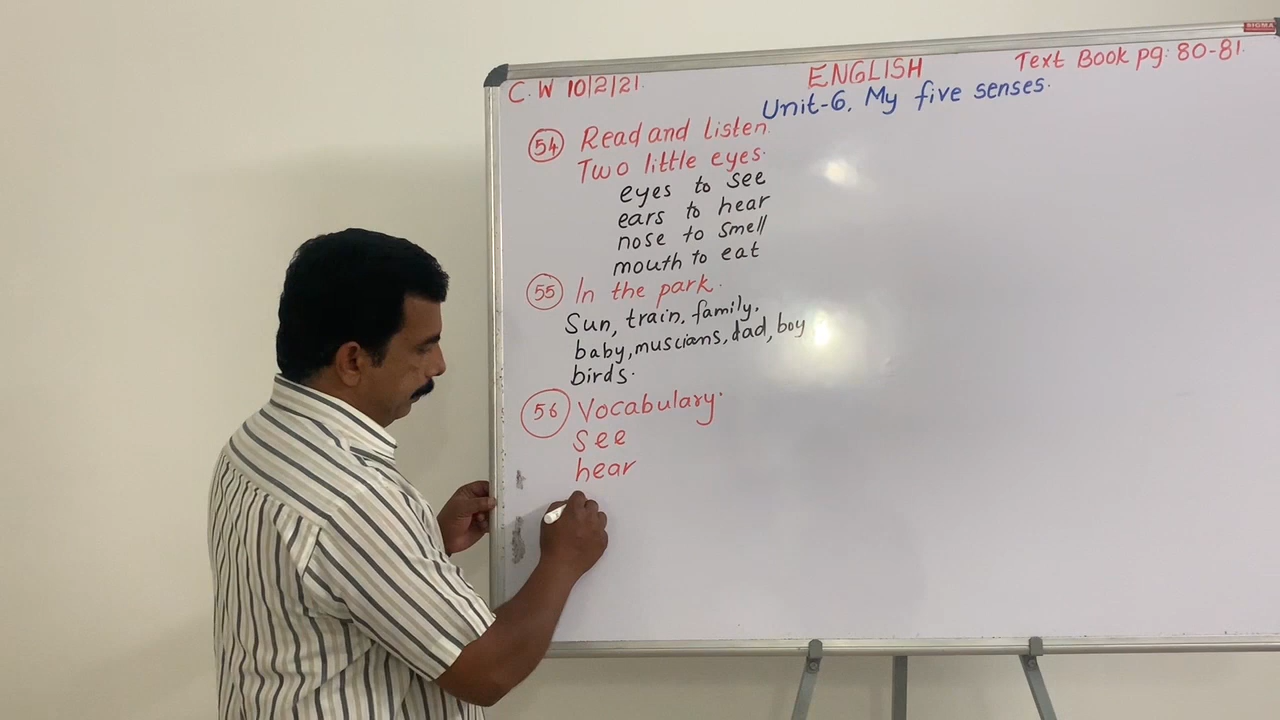 SIGMA
C.W 10/2/21.
ENGLISH
Text Book pg: 80-81.
Unit-6. My five senses.
54 Read and listen.
Two little eyes.
eyes to see
ears to hear
nose to smell
mouth to eat
55 In the park.
Sun, train, family,
baby, muscians, dad, boy
birds.
56 Vocabulary.
see
hear